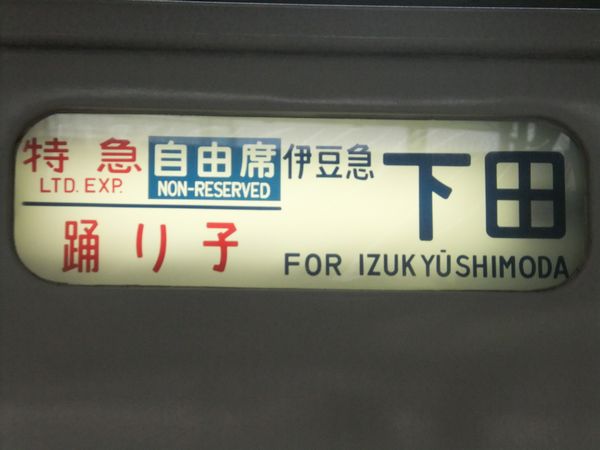 特急 自由席 伊豆急 下田
LTD. EXP. NON-RESERVED
踊り子 FOR IZUKYŪSHIMODA